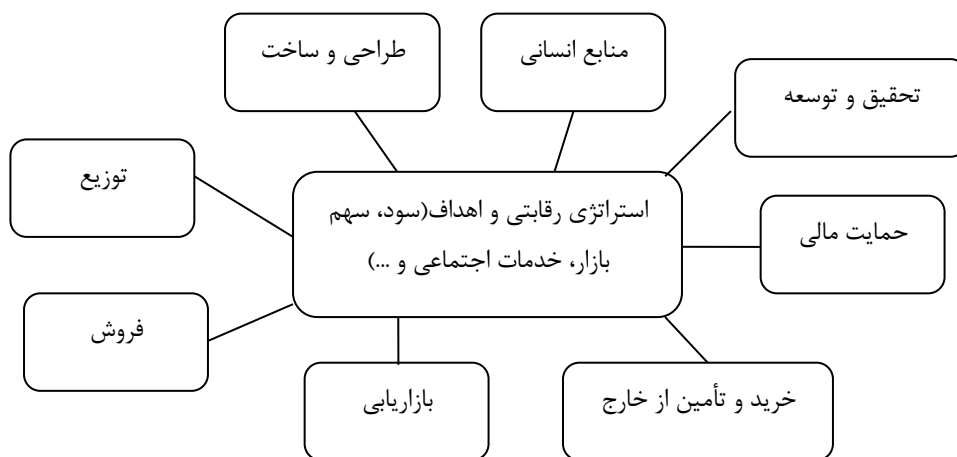 منابع انسانی
طراحی و ساخت
تحقیق و توسعه
توزیع
استراتژی رقابتی و اهداف(سود، سهم
بازار، خدمات اجتماعی و ...)
حمایت مالی
فروش
بازاریابی
خرید و تأمین از خارج